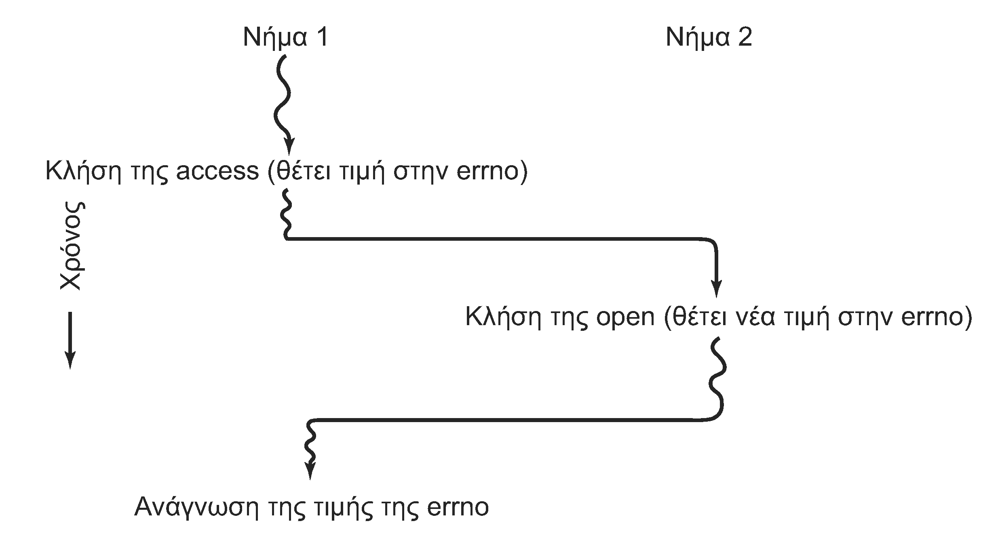 Νήμα 1
Νήμα 2
Κλήση της access (θέτει τιμή στην errno)
Χρόνος
Κλήση της open (θέτει νέα τιμή στην errno)
Ανάγνωση της τιμής της errno